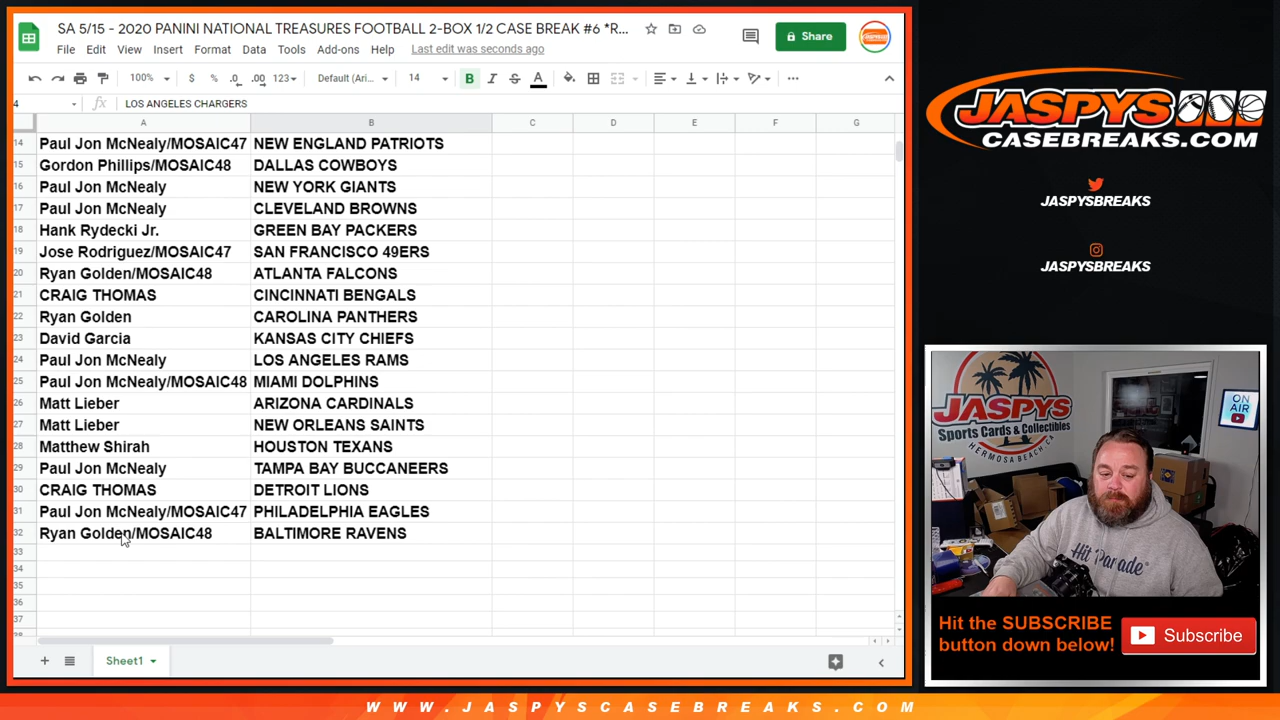 SA 5/15 - 2020 PANINI NATIONAL TREASURES FOOTBALL 2-BOX 1/2 CASE BREAK #6 *R...
File Edit View Insert Format Data Tools Add-ons Help Last edit was seconds ago
Share
100% $ % .0 .00 123 Default (Ari... 14 B I S A
4 fx LOS ANGELES CHARGERS
A B C D E F G
14 Paul Jon McNealy/MOSAIC47 NEW ENGLAND PATRIOTS
15 Gordon Phillips/MOSAIC48 DALLAS COWBOYS
16 Paul Jon McNealy NEW YORK GIANTS
17 Paul Jon McNealy CLEVELAND BROWNS
18 Hank Rydecki Jr. GREEN BAY PACKERS
19 Jose Rodriguez/MOSAIC47 SAN FRANCISCO 49ERS
20 Ryan Golden/MOSAIC48 ATLANTA FALCONS
21 CRAIG THOMAS CINCINNATI BENGALS
22 Ryan Golden CAROLINA PANTHERS
23 David Garcia KANSAS CITY CHIEFS
24 Paul Jon McNealy LOS ANGELES RAMS
25 Paul Jon McNealy/MOSAIC48 MIAMI DOLPHINS
26 Matt Lieber ARIZONA CARDINALS
27 Matt Lieber NEW ORLEANS SAINTS
28 Matthew Shirah HOUSTON TEXANS
29 Paul Jon McNealy TAMPA BAY BUCCANEERS
30 CRAIG THOMAS DETROIT LIONS
31 Paul Jon McNealy/MOSAIC47 PHILADELPHIA EAGLES
32 Ryan Golden/MOSAIC48 BALTIMORE RAVENS
33
34
35
36
37
38
Sheet1
JASPYS
CASEBREAKS.COM
JASPYSBREAKS
JASPYSBREAKS
JASPYS
Sports Cards & Collectibles
HERMOSA BEACH, CA
ON
AIR
Hit Parade
Hit the SUBSCRIBE
button down below!
Subscribe
WWW.JASPYSCASEBREAKS.COM